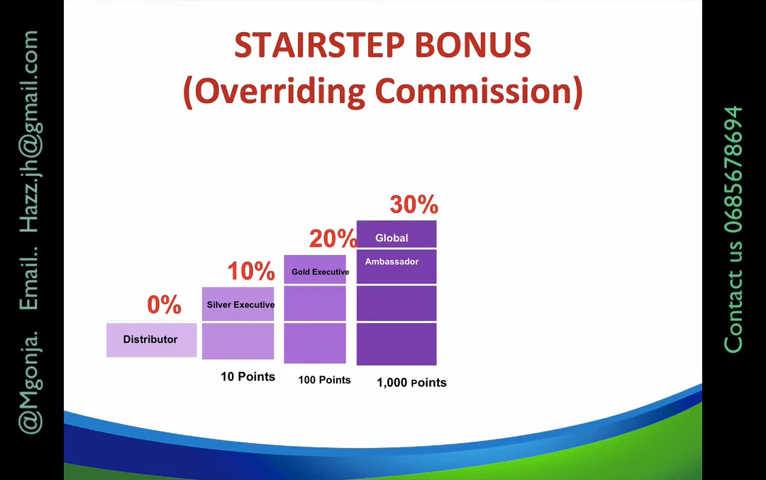 STAIRSTEP BONUS
(Overriding Commission)
30%
Global
Ambassador
20%
Gold Executive
10%
Silver Executive
0%
Distributor
10 Points
100 Points
1,000 Points
@Mgonja. Email.. Hazz.jh@gmail.com
Contact us 0685678694